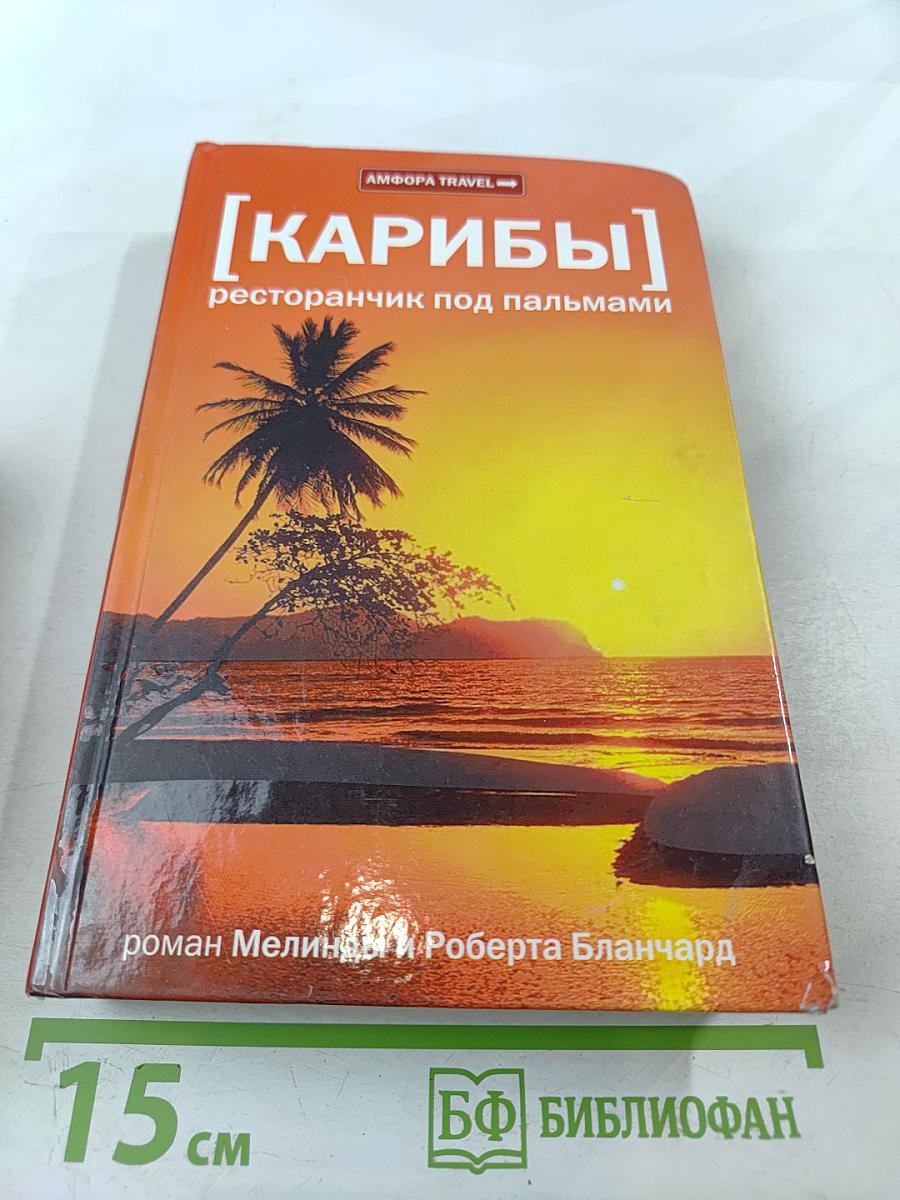 АМФОРА TRAVEL
[КАРИБЫ]
ресторанчик под пальмами
роман Мелинды и Роберта Бланчард
15 см
БФ БИБЛИОФАН